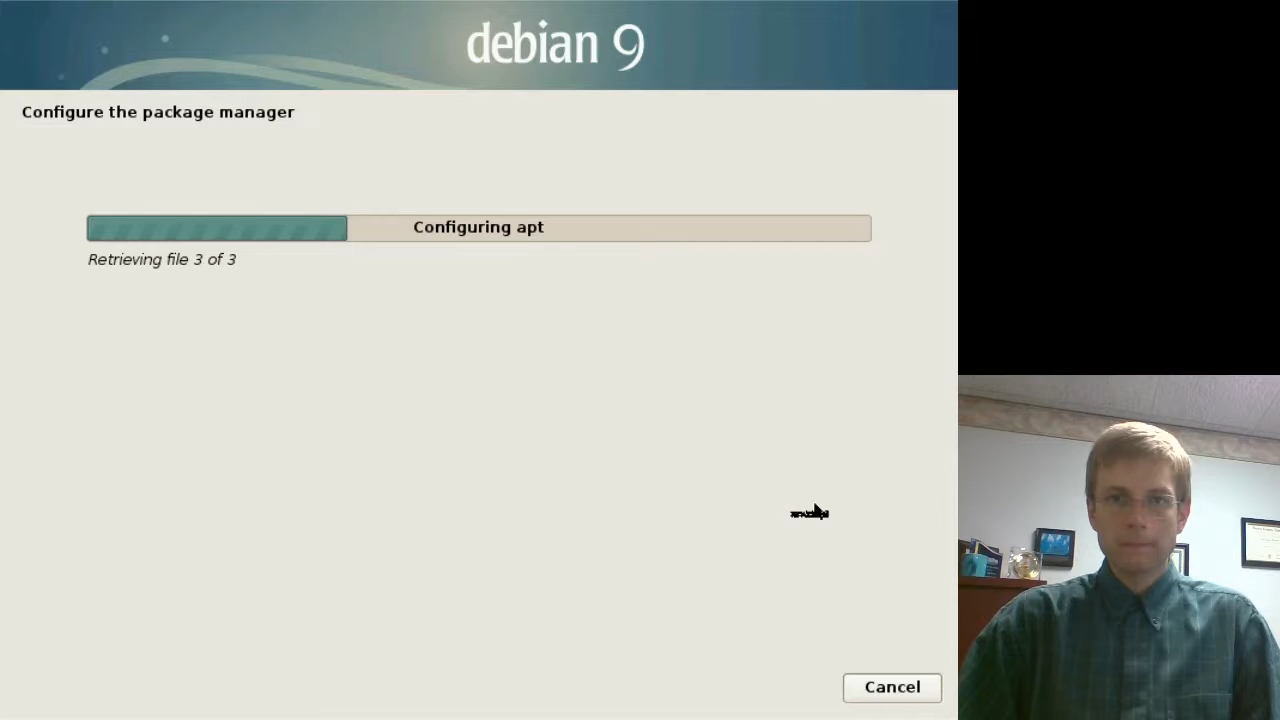 debian 9
Configure the package manager
Configuring apt
Retrieving file 3 of 3
Cancel